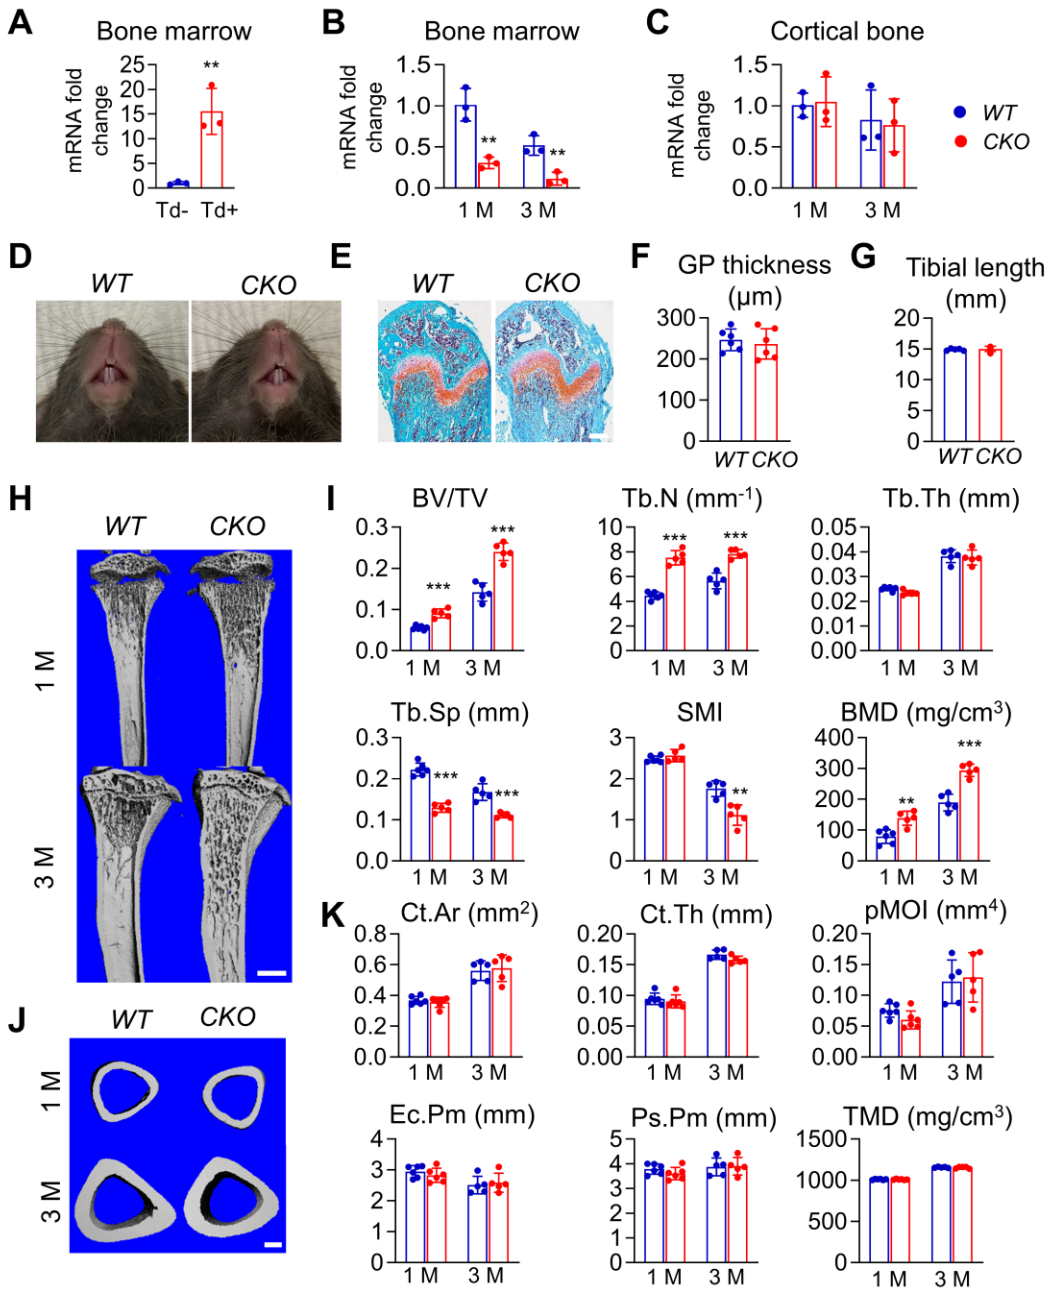 A
Bone marrow
mRNA fold
change
25
20
15
10
5
0
**
Td- Td+
B
Bone marrow
mRNA fold
change
1.5
1.0
0.5
0.0
**
**
1 M 3 M
C
Cortical bone
mRNA fold
change
1.5
1.0
0.5
0.0
1 M 3 M
WT
CKO
D
WT CKO
E
WT CKO
F
GP thickness
(µm)
300
200
100
0
WT CKO
G
Tibial length
(mm)
20
15
10
5
0
WT CKO
H
WT CKO
1 M
3 M
I
BV/TV
0.3
0.2
0.1
0.0
***
***
1 M 3 M
Tb.N (mm-1)
10
8
6
4
2
0
***
***
1 M 3 M
Tb.Th (mm)
0.05
0.04
0.03
0.02
0.01
0.00
1 M 3 M
Tb.Sp (mm)
0.3
0.2
0.1
0.0
***
***
1 M 3 M
SMI
3
2
1
0
**
1 M 3 M
BMD (mg/cm3)
400
300
200
100
0
**
***
1 M 3 M
J
WT CKO
1 M
3 M
K
Ct.Ar (mm2)
0.8
0.6
0.4
0.2
0.0
1 M 3 M
Ct.Th (mm)
0.20
0.15
0.10
0.05
0.00
1 M 3 M
pMOI (mm4)
0.20
0.15
0.10
0.05
0.00
1 M 3 M
Ec.Pm (mm)
4
3
2
1
0
1 M 3 M
Ps.Pm (mm)
5
4
3
2
1
0
1 M 3 M
TMD (mg/cm3)
1500
1000
500
0
1 M 3 M